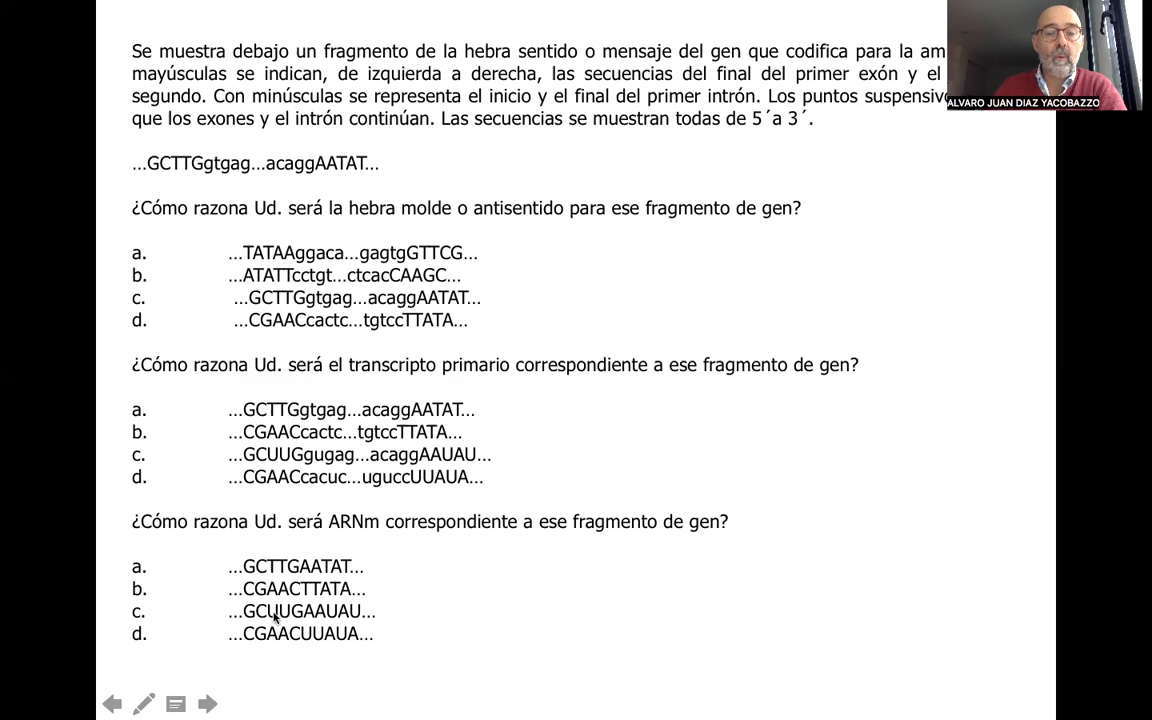 Se muestra debajo un fragmento de la hebra sentido o mensaje del gen que codifica para la am
mayúsculas se indican, de izquierda a derecha, las secuencias del final del primer exón y el
segundo. Con minúsculas se representa el inicio y el final del primer intrón. Los puntos
que los exones y el intrón continúan. Las secuencias se muestran todas de 5´a 3´.
ALVARO JUAN DIAZ YACOBAZZO
...GCTTGgtgag...acaggAATAT...
¿Cómo razona Ud. será la hebra molde o antisentido para ese fragmento de gen?
a. ...TATAAggaca...gagtgGTTCG...
b. ...ATATTcctgt...ctcacCAAGC...
c. ...GCTTGgtgag...acaggAATAT...
d. ...CGAACcactc...tgtccTTATA...
¿Cómo razona Ud. será el transcripto primario correspondiente a ese fragmento de gen?
a. ...GCTTGgtgag...acaggAATAT...
b. ...CGAACcactc...tgtccTTATA...
c. ...GCUUGgugag...acaggAAUAU...
d. ...CGAACcacuc...uguccUUAUA...
¿Cómo razona Ud. será ARNm correspondiente a ese fragmento de gen?
a. ...GCTTGAATAT...
b. ...CGAACTTATA...
c. ...GCUUGAAUAU...
d. ...CGAACUUAUA...